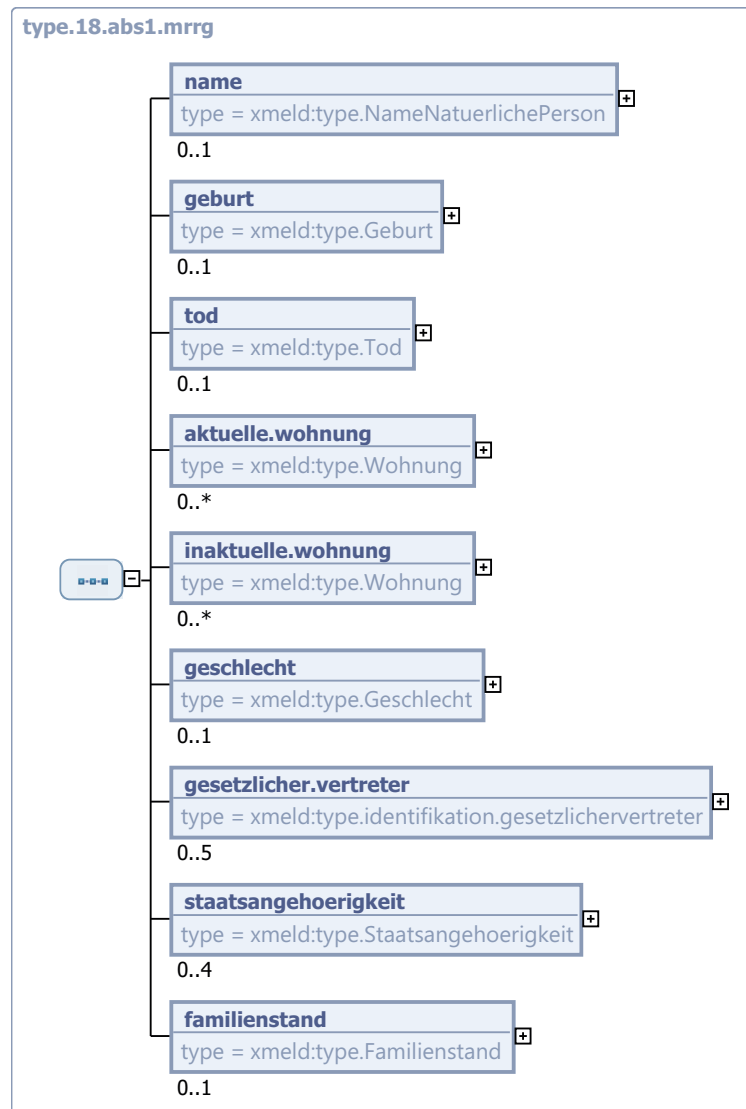 type.18.abs1.mrrg
name
type = xmeld:type.NameNatuerlichePerson
0..1
geburt
type = xmeld:type.Geburt
0..1
tod
type = xmeld:type.Tod
0..1
aktuelle.wohnung
type = xmeld:type.Wohnung
0..*
inaktuelle.wohnung
type = xmeld:type.Wohnung
0..*
geschlecht
type = xmeld:type.Geschlecht
0..1
gesetzlicher.vertreter
type = xmeld:type.identifikation.gesetzlichervertreter
0..5
staatsangehoerigkeit
type = xmeld:type.Staatsangehoerigkeit
0..4
familienstand
type = xmeld:type.Familienstand
0..1